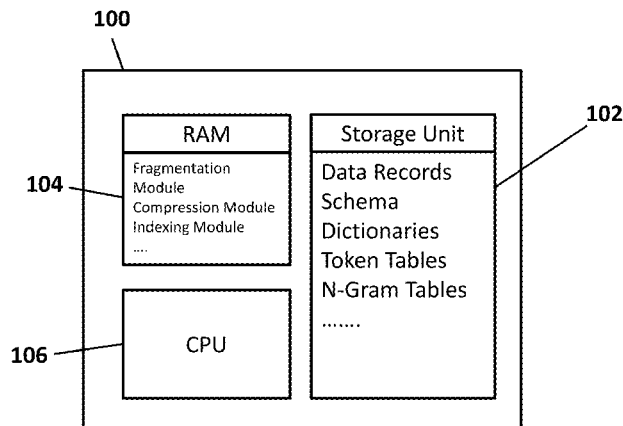 100
RAM
Fragmentation
Module
Compression Module
Indexing Module
....
Storage Unit
Data Records
Schema
Dictionaries
Token Tables
N-Gram Tables
.......
102
104
CPU
106